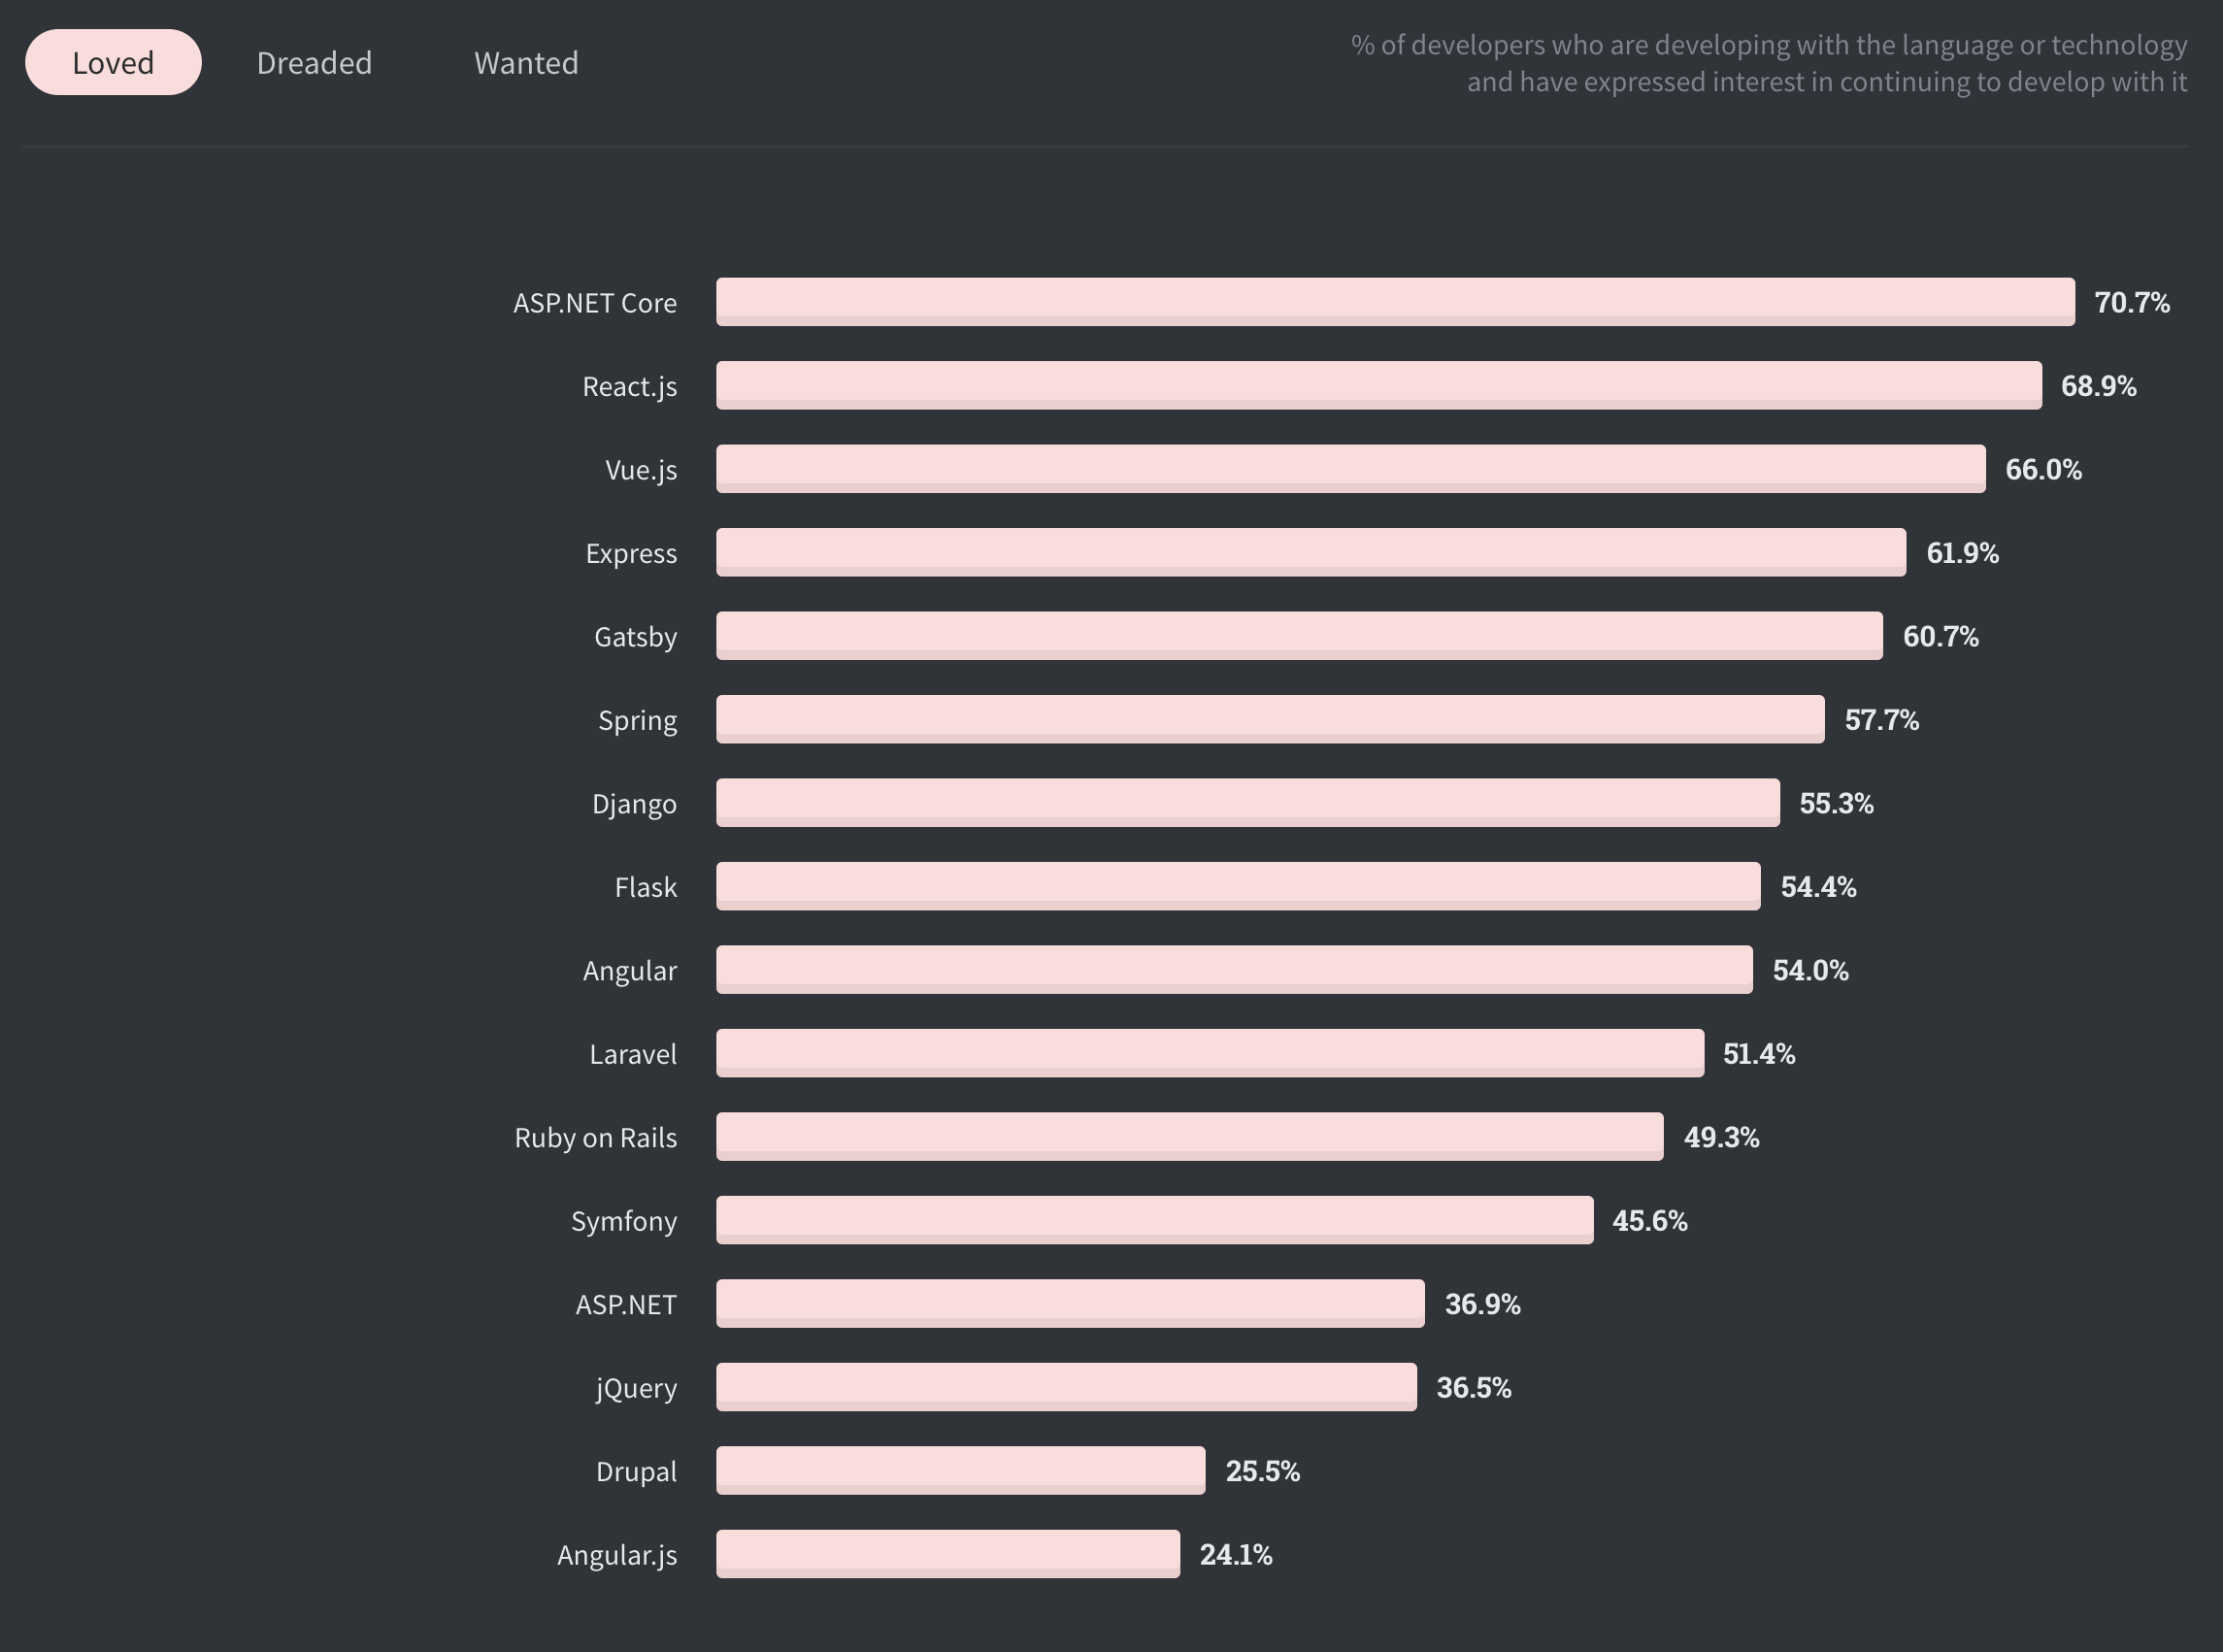 Loved Dreaded Wanted
% of developers who are developing with the language or technology
and have expressed interest in continuing to develop with it
ASP.NET Core 70.7%
React.js 68.9%
Vue.js 66.0%
Express 61.9%
Gatsby 60.7%
Spring 57.7%
Django 55.3%
Flask 54.4%
Angular 54.0%
Laravel 51.4%
Ruby on Rails 49.3%
Symfony 45.6%
ASP.NET 36.9%
jQuery 36.5%
Drupal 25.5%
Angular.js 24.1%